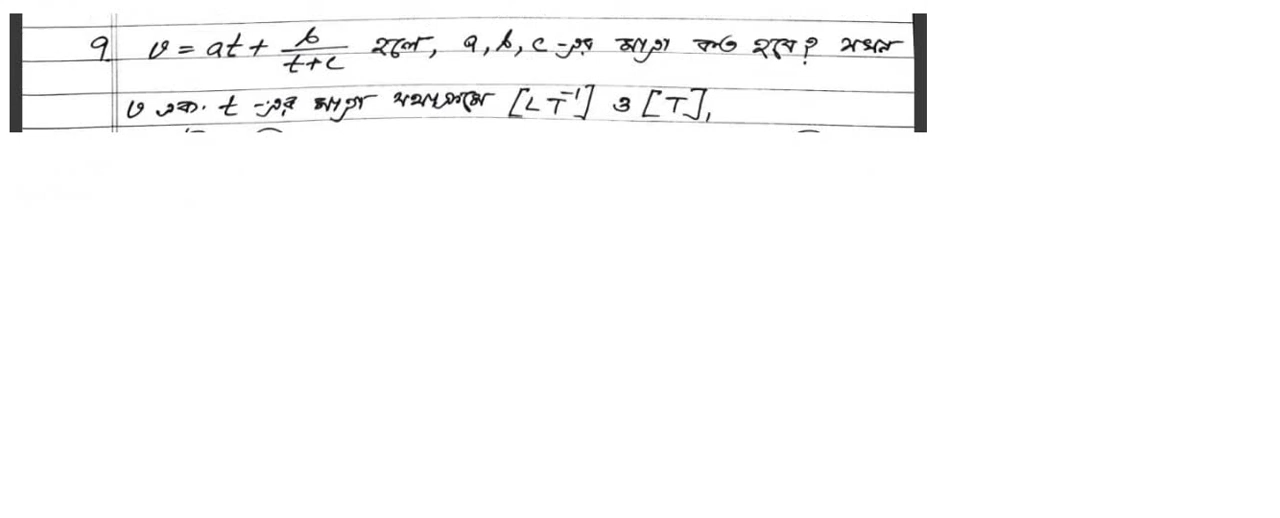 ৭ v = at + b/(t+c) হলে, a, b, c -এর মাত্রা কত হবে? যখন
v এবং t -এর মাত্রা যথাক্রমে [LT⁻¹] ও [T],